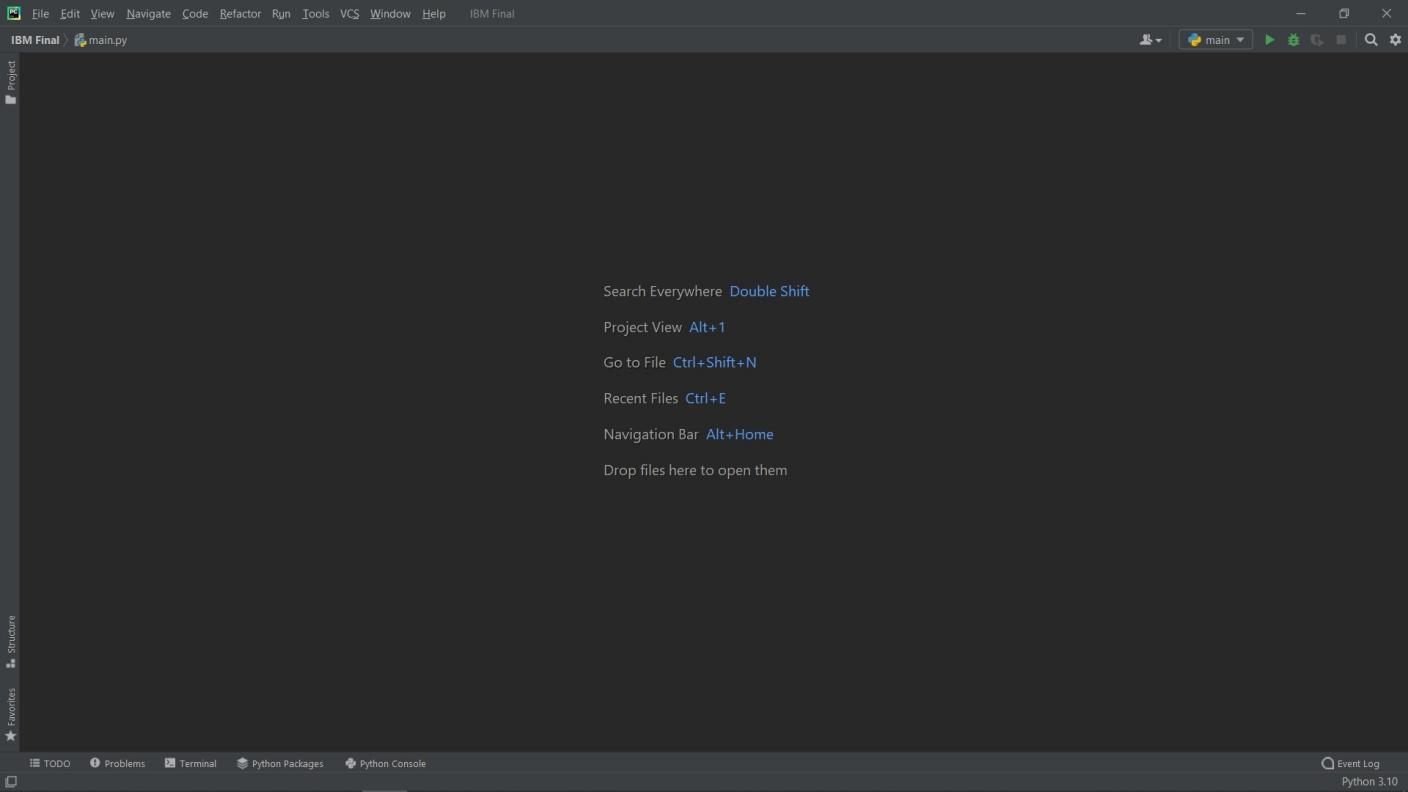 File Edit View Navigate Code Refactor Run Tools VCS Window Help IBM Final
IBM Final main.py main
Project
Search Everywhere Double Shift
Project View Alt+1
Go to File Ctrl+Shift+N
Recent Files Ctrl+E
Navigation Bar Alt+Home
Drop files here to open them
Structure
Favorites
TODO Problems Terminal Python Packages Python Console Event Log
Python 3.10